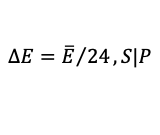 ΔE = Ē/24 , S|P